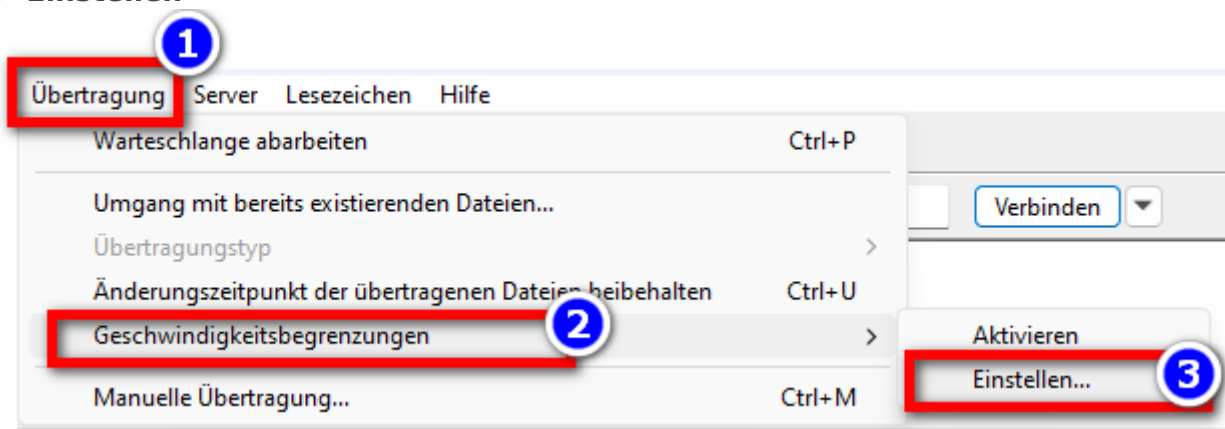 Einstellen
1
Übertragung Server Lesezeichen Hilfe
Warteschlange abarbeiten Ctrl+P
Umgang mit bereits existierenden Dateien...
Verbinden
Übertragungstyp >
Änderungszeitpunkt der übertragenen Dateien beibehalten Ctrl+U
Geschwindigkeitsbegrenzungen 2 >
Aktivieren
Einstellen... 3
Manuelle Übertragung... Ctrl+M